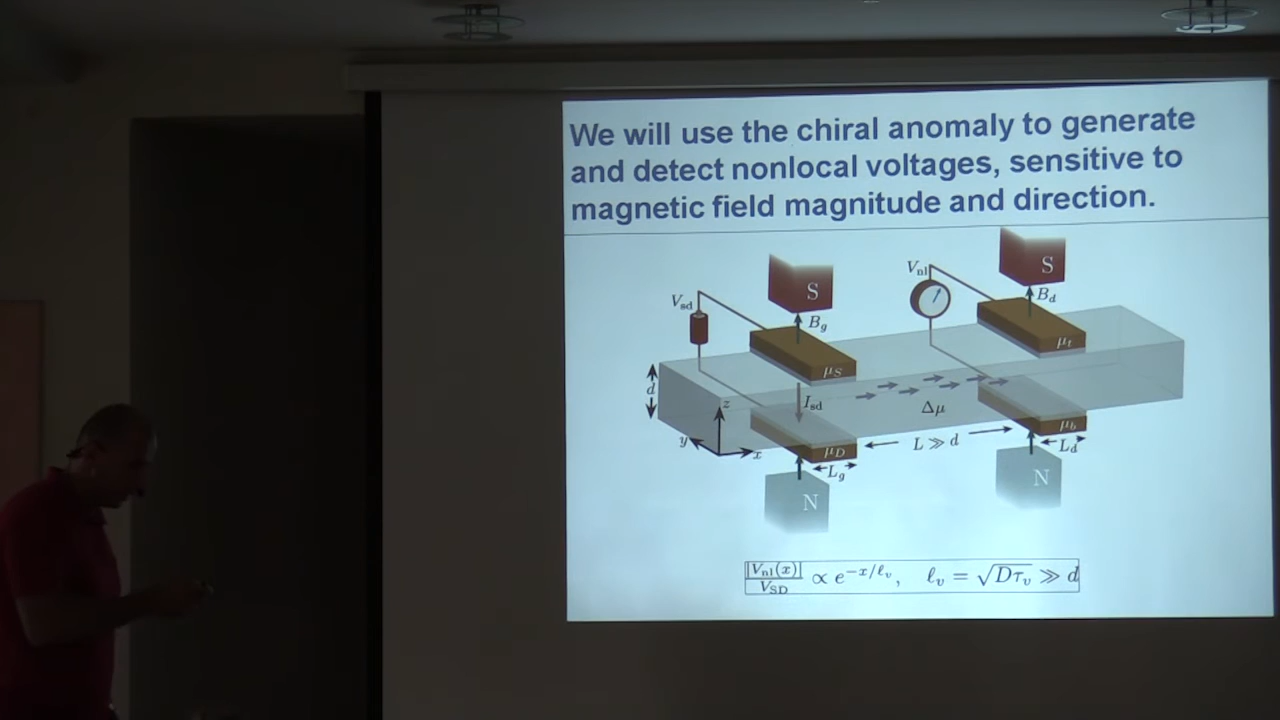 We will use the chiral anomaly to generate
and detect nonlocal voltages, sensitive to
magnetic field magnitude and direction.
S
S
V_nl
B_d
V_sd
B_g
μ_t
μ_S
d
I_sd
Δμ
z
y
x
μ_b
μ_D
L ≫ d
L_d
L_g
N
N
|V_nl(x)|/V_SD ∝ e^{-x/ℓ_v}, ℓ_v = √(Dτ_v) ≫ d